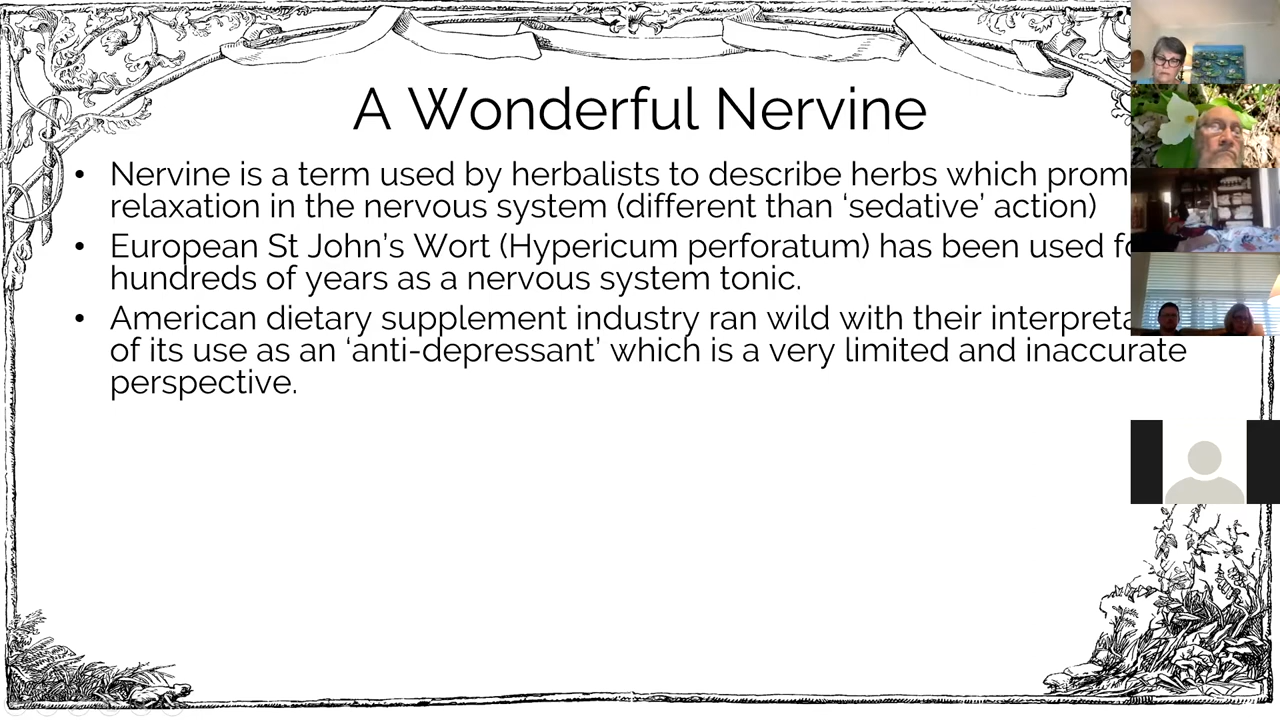 A Wonderful Nervine
• Nervine is a term used by herbalists to describe herbs which prom
relaxation in the nervous system (different than ‘sedative’ action)
• European St John’s Wort (Hypericum perforatum) has been used fo
hundreds of years as a nervous system tonic.
• American dietary supplement industry ran wild with their interpreta
of its use as an ‘anti-depressant’ which is a very limited and inaccurate
perspective.